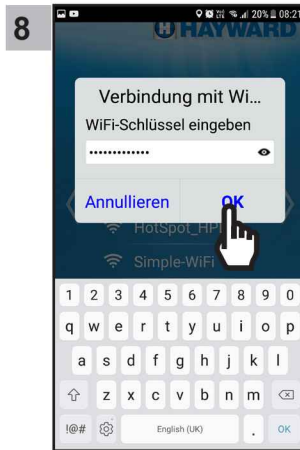 8
20% 08:21
HAYWARD
Verbindung mit Wi...
WiFi-Schlüssel eingeben
•••••••••••••
Annullieren OK
HotSpot_HP
Simple-WiFi
1 2 3 4 5 6 7 8 9 0
q w e r t y u i o p
a s d f g h j k l
z x c v b n m
!@# English (UK) . OK